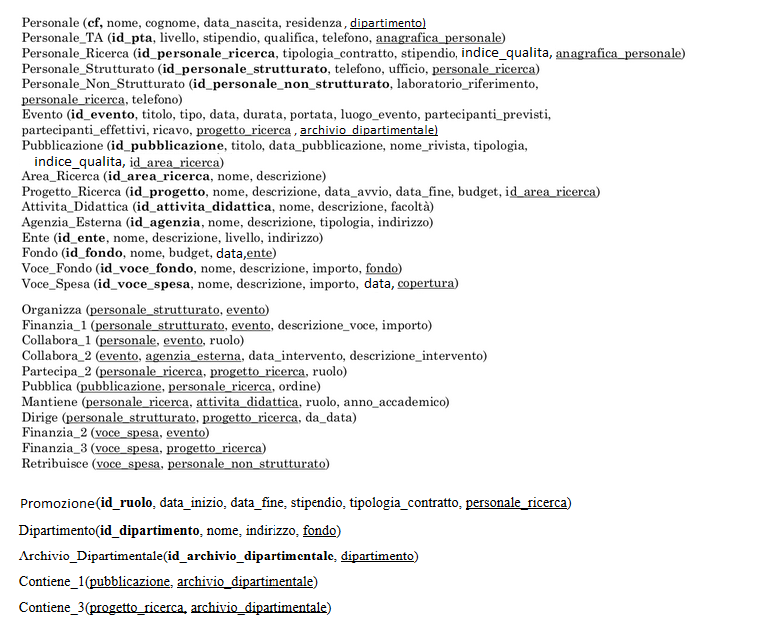 Personale (cf, nome, cognome, data_nascita, residenza, dipartimento)
Personale_TA (id_pta, livello, stipendio, qualifica, telefono, anagrafica_personale)
Personale_Ricerca (id_personale_ricerca, tipologia_contratto, stipendio, indice_qualita, anagrafica_personale)
Personale_Strutturato (id_personale_strutturato, telefono, ufficio, personale_ricerca)
Personale_Non_Strutturato (id_personale_non_strutturato, laboratorio_riferimento,
personale_ricerca, telefono)
Evento (id_evento, titolo, tipo, data, durata, portata, luogo_evento, partecipanti_previsti,
partecipanti_effettivi, ricavo, progetto_ricerca , archivio_dipartimentale)
Pubblicazione (id_pubblicazione, titolo, data_pubblicazione, nome_rivista, tipologia,
indice_qualita, id_area_ricerca)
Area_Ricerca (id_area_ricerca, nome, descrizione)
Progetto_Ricerca (id_progetto, nome, descrizione, data_avvio, data_fine, budget, id_area_ricerca)
Attivita_Didattica (id_attivita_didattica, nome, descrizione, facoltà)
Agenzia_Esterna (id_agenzia, nome, descrizione, tipologia, indirizzo)
Ente (id_ente, nome, descrizione, livello, indirizzo)
Fondo (id_fondo, nome, budget, data,ente)
Voce_Fondo (id_voce_fondo, nome, descrizione, importo, fondo)
Voce_Spesa (id_voce_spesa, nome, descrizione, importo, data, copertura)
Organizza (personale_strutturato, evento)
Finanzia_1 (personale_strutturato, evento, descrizione_voce, importo)
Collabora_1 (personale, evento, ruolo)
Collabora_2 (evento, agenzia_esterna, data_intervento, descrizione_intervento)
Partecipa_2 (personale_ricerca, progetto_ricerca, ruolo)
Pubblica (pubblicazione, personale_ricerca, ordine)
Mantiene (personale_ricerca, attivita_didattica, ruolo, anno_accademico)
Dirige (personale_strutturato, progetto_ricerca, da_data)
Finanzia_2 (voce_spesa, evento)
Finanzia_3 (voce_spesa, progetto_ricerca)
Retribuisce (voce_spesa, personale_non_strutturato)
Promozione(id_ruolo, data_inizio, data_fine, stipendio, tipologia_contratto, personale_ricerca)
Dipartimento(id_dipartimento, nome, indirizzo, fondo)
Archivio_Dipartimentale(id_archivio_dipartimentale, dipartimento)
Contiene_1(pubblicazione, archivio_dipartimentale)
Contiene_3(progetto_ricerca, archivio_dipartimentale)